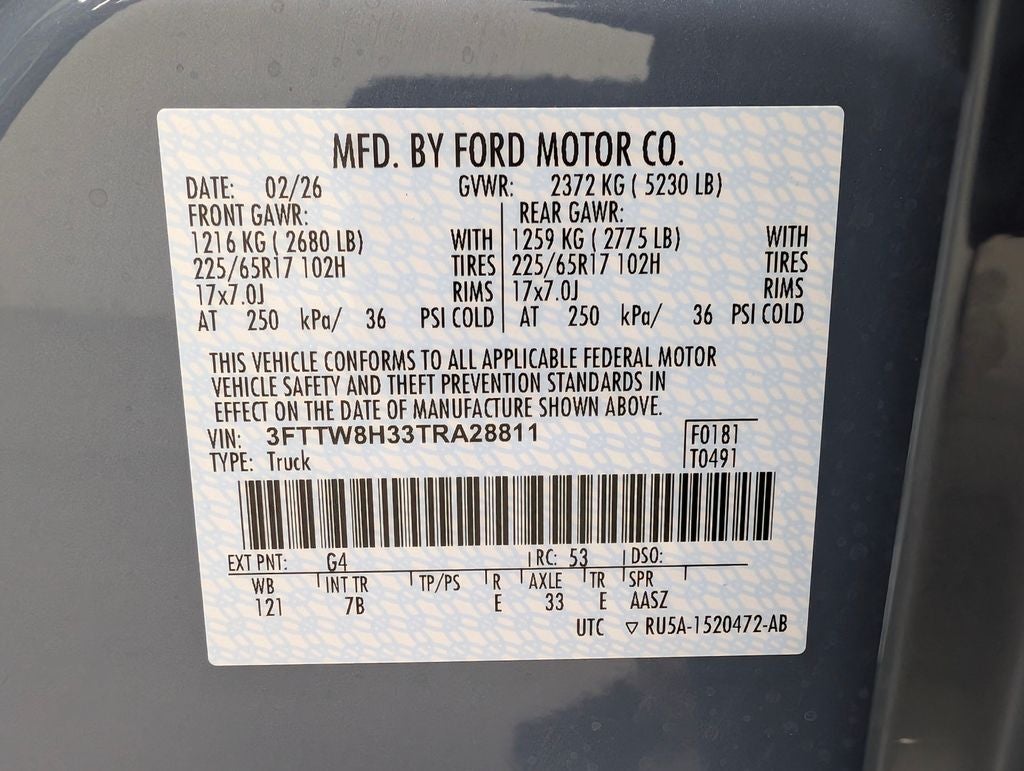 MFD. BY FORD MOTOR CO.
DATE: 02/26 GVWR: 2372 KG ( 5230 LB)
FRONT GAWR: REAR GAWR:
1216 KG ( 2680 LB) WITH 1259 KG ( 2775 LB) WITH
225/65R17 102H TIRES 225/65R17 102H TIRES
17x7.0J RIMS 17x7.0J RIMS
AT 250 kPa/ 36 PSI COLD AT 250 kPa/ 36 PSI COLD
THIS VEHICLE CONFORMS TO ALL APPLICABLE FEDERAL MOTOR
VEHICLE SAFETY AND THEFT PREVENTION STANDARDS IN
EFFECT ON THE DATE OF MANUFACTURE SHOWN ABOVE.
VIN: 3FTTW8H33TRA28811 F0181
TYPE: Truck T0491
EXT PNT: G4 RC: 53 DSO:
WB INT TR TP/PS R AXLE TR SPR
121 7B E 33 E AASZ
UTC ▽ RU5A-1520472-AB